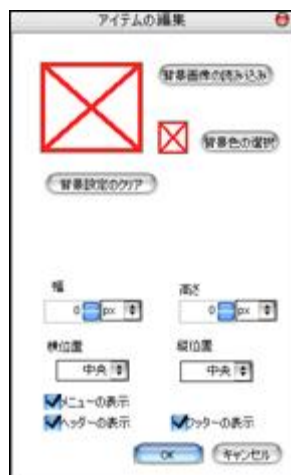 アイテムの編集
背景画像の読み込み
背景色の選択
背景設定のクリア
幅 高さ
0 px 0 px
横位置 縦位置
中央 中央
メニューの表示
ヘッダーの表示 フッターの表示
OK キャンセル